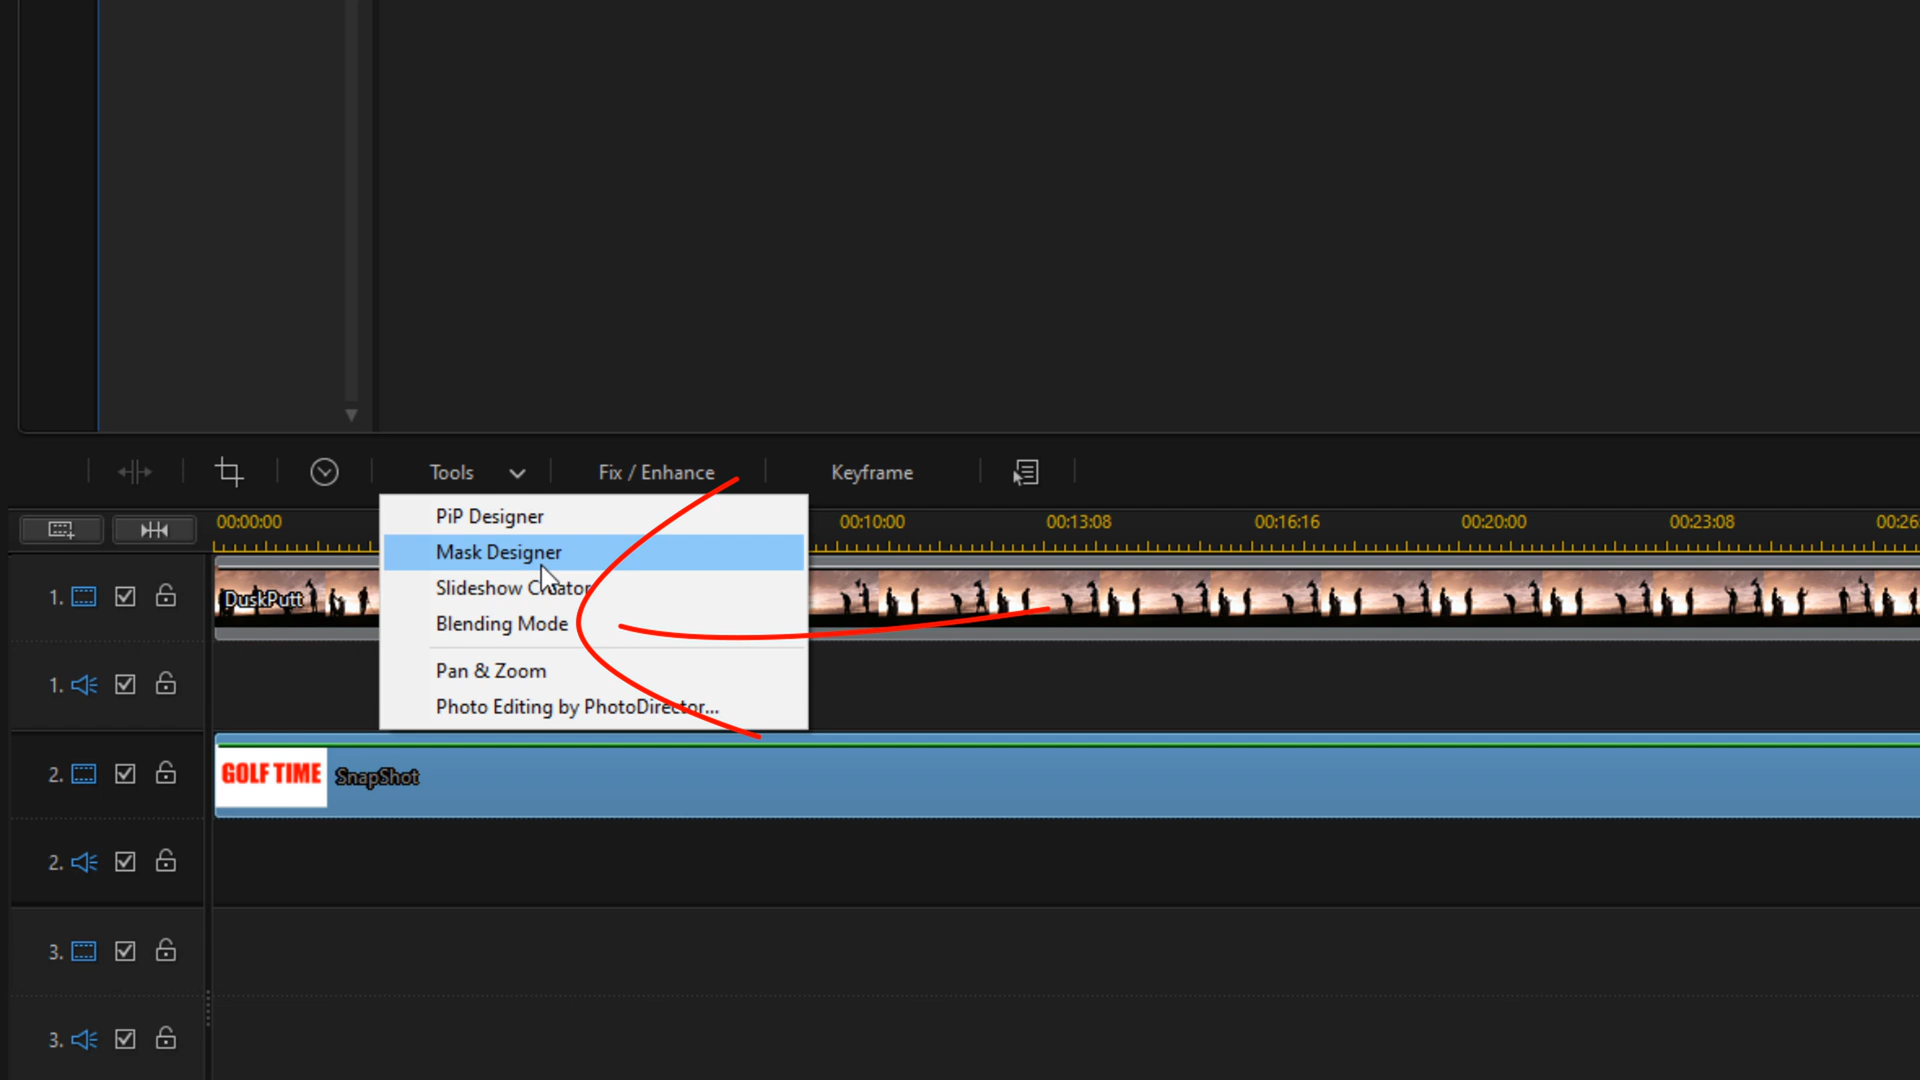 Tools
Fix / Enhance
Keyframe
PiP Designer
Mask Designer
Slideshow Creator
Blending Mode
Pan & Zoom
Photo Editing by PhotoDirector...
00:00:00
00:10:00
00:13:08
00:16:16
00:20:00
00:23:08
00:26:
1.
DuskPutt
1.
2.
GOLF TIME
SnapShot
2.
3.
3.